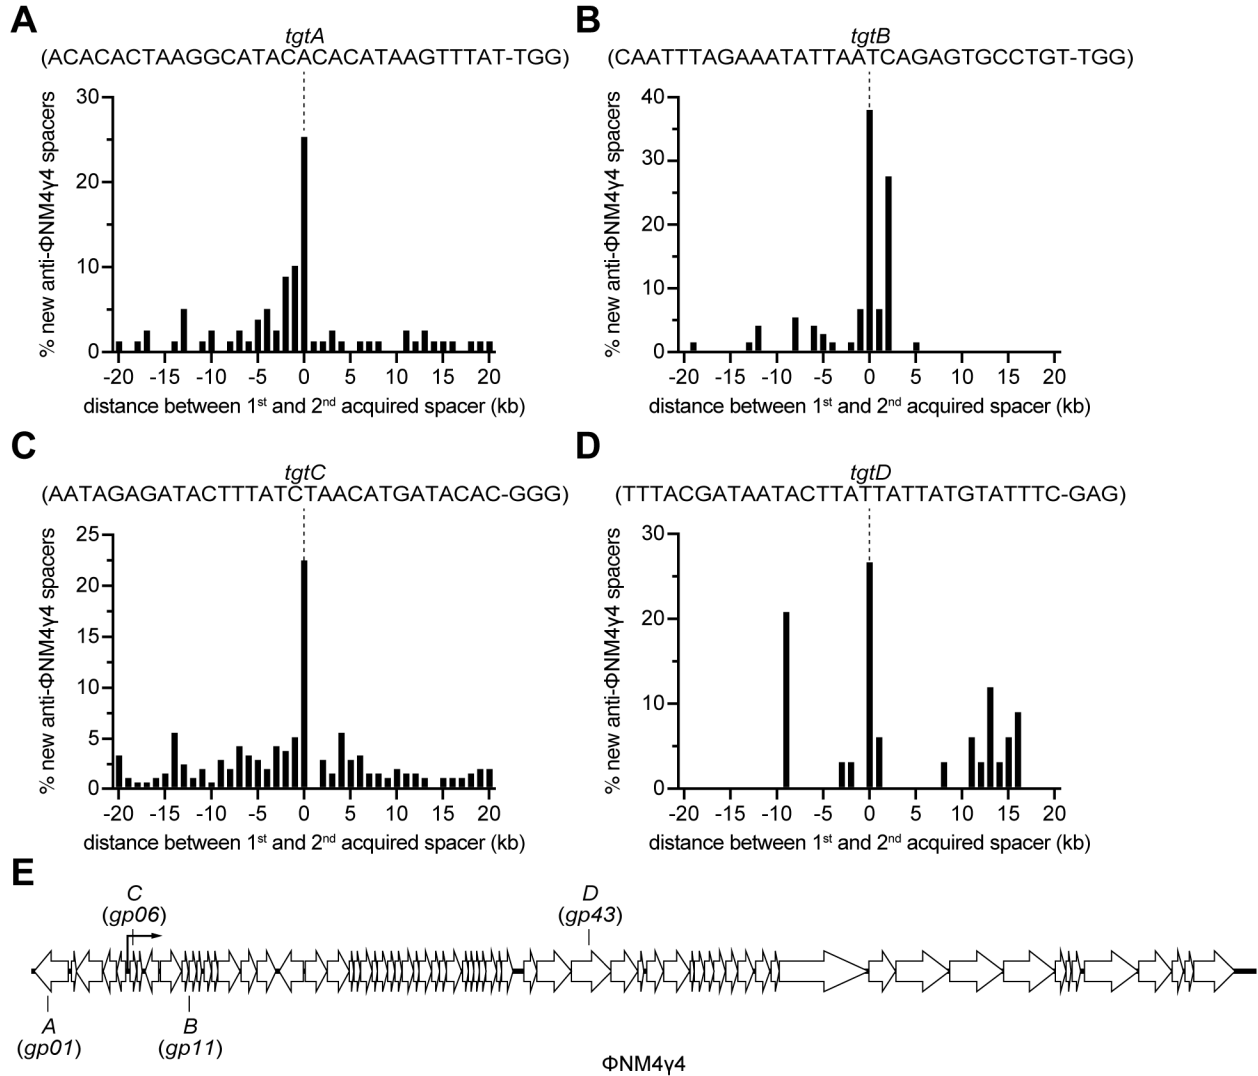 A
tgtA
(ACACACTAAGGCATACACACATAAGTTTAT-TGG)
% new anti-ΦNM4γ4 spacers
30
20
10
0
-20 -15 -10 -5 0 5 10 15 20
distance between 1st and 2nd acquired spacer (kb)
B
tgtB
(CAATTTAGAAATATTAATCAGAGTGCCTGT-TGG)
% new anti-ΦNM4γ4 spacers
40
30
20
10
0
-20 -15 -10 -5 0 5 10 15 20
distance between 1st and 2nd acquired spacer (kb)
C
tgtC
(AATAGAGATACTTTATCTAACATGATACAC-GGG)
% new anti-ΦNM4γ4 spacers
25
20
15
10
5
0
-20 -15 -10 -5 0 5 10 15 20
distance between 1st and 2nd acquired spacer (kb)
D
tgtD
(TTTACGATAATACTTATTATTATGTATTTC-GAG)
% new anti-ΦNM4γ4 spacers
30
20
10
0
-20 -15 -10 -5 0 5 10 15 20
distance between 1st and 2nd acquired spacer (kb)
E
C
(gp06)
D
(gp43)
A
(gp01)
B
(gp11)
ΦNM4γ4